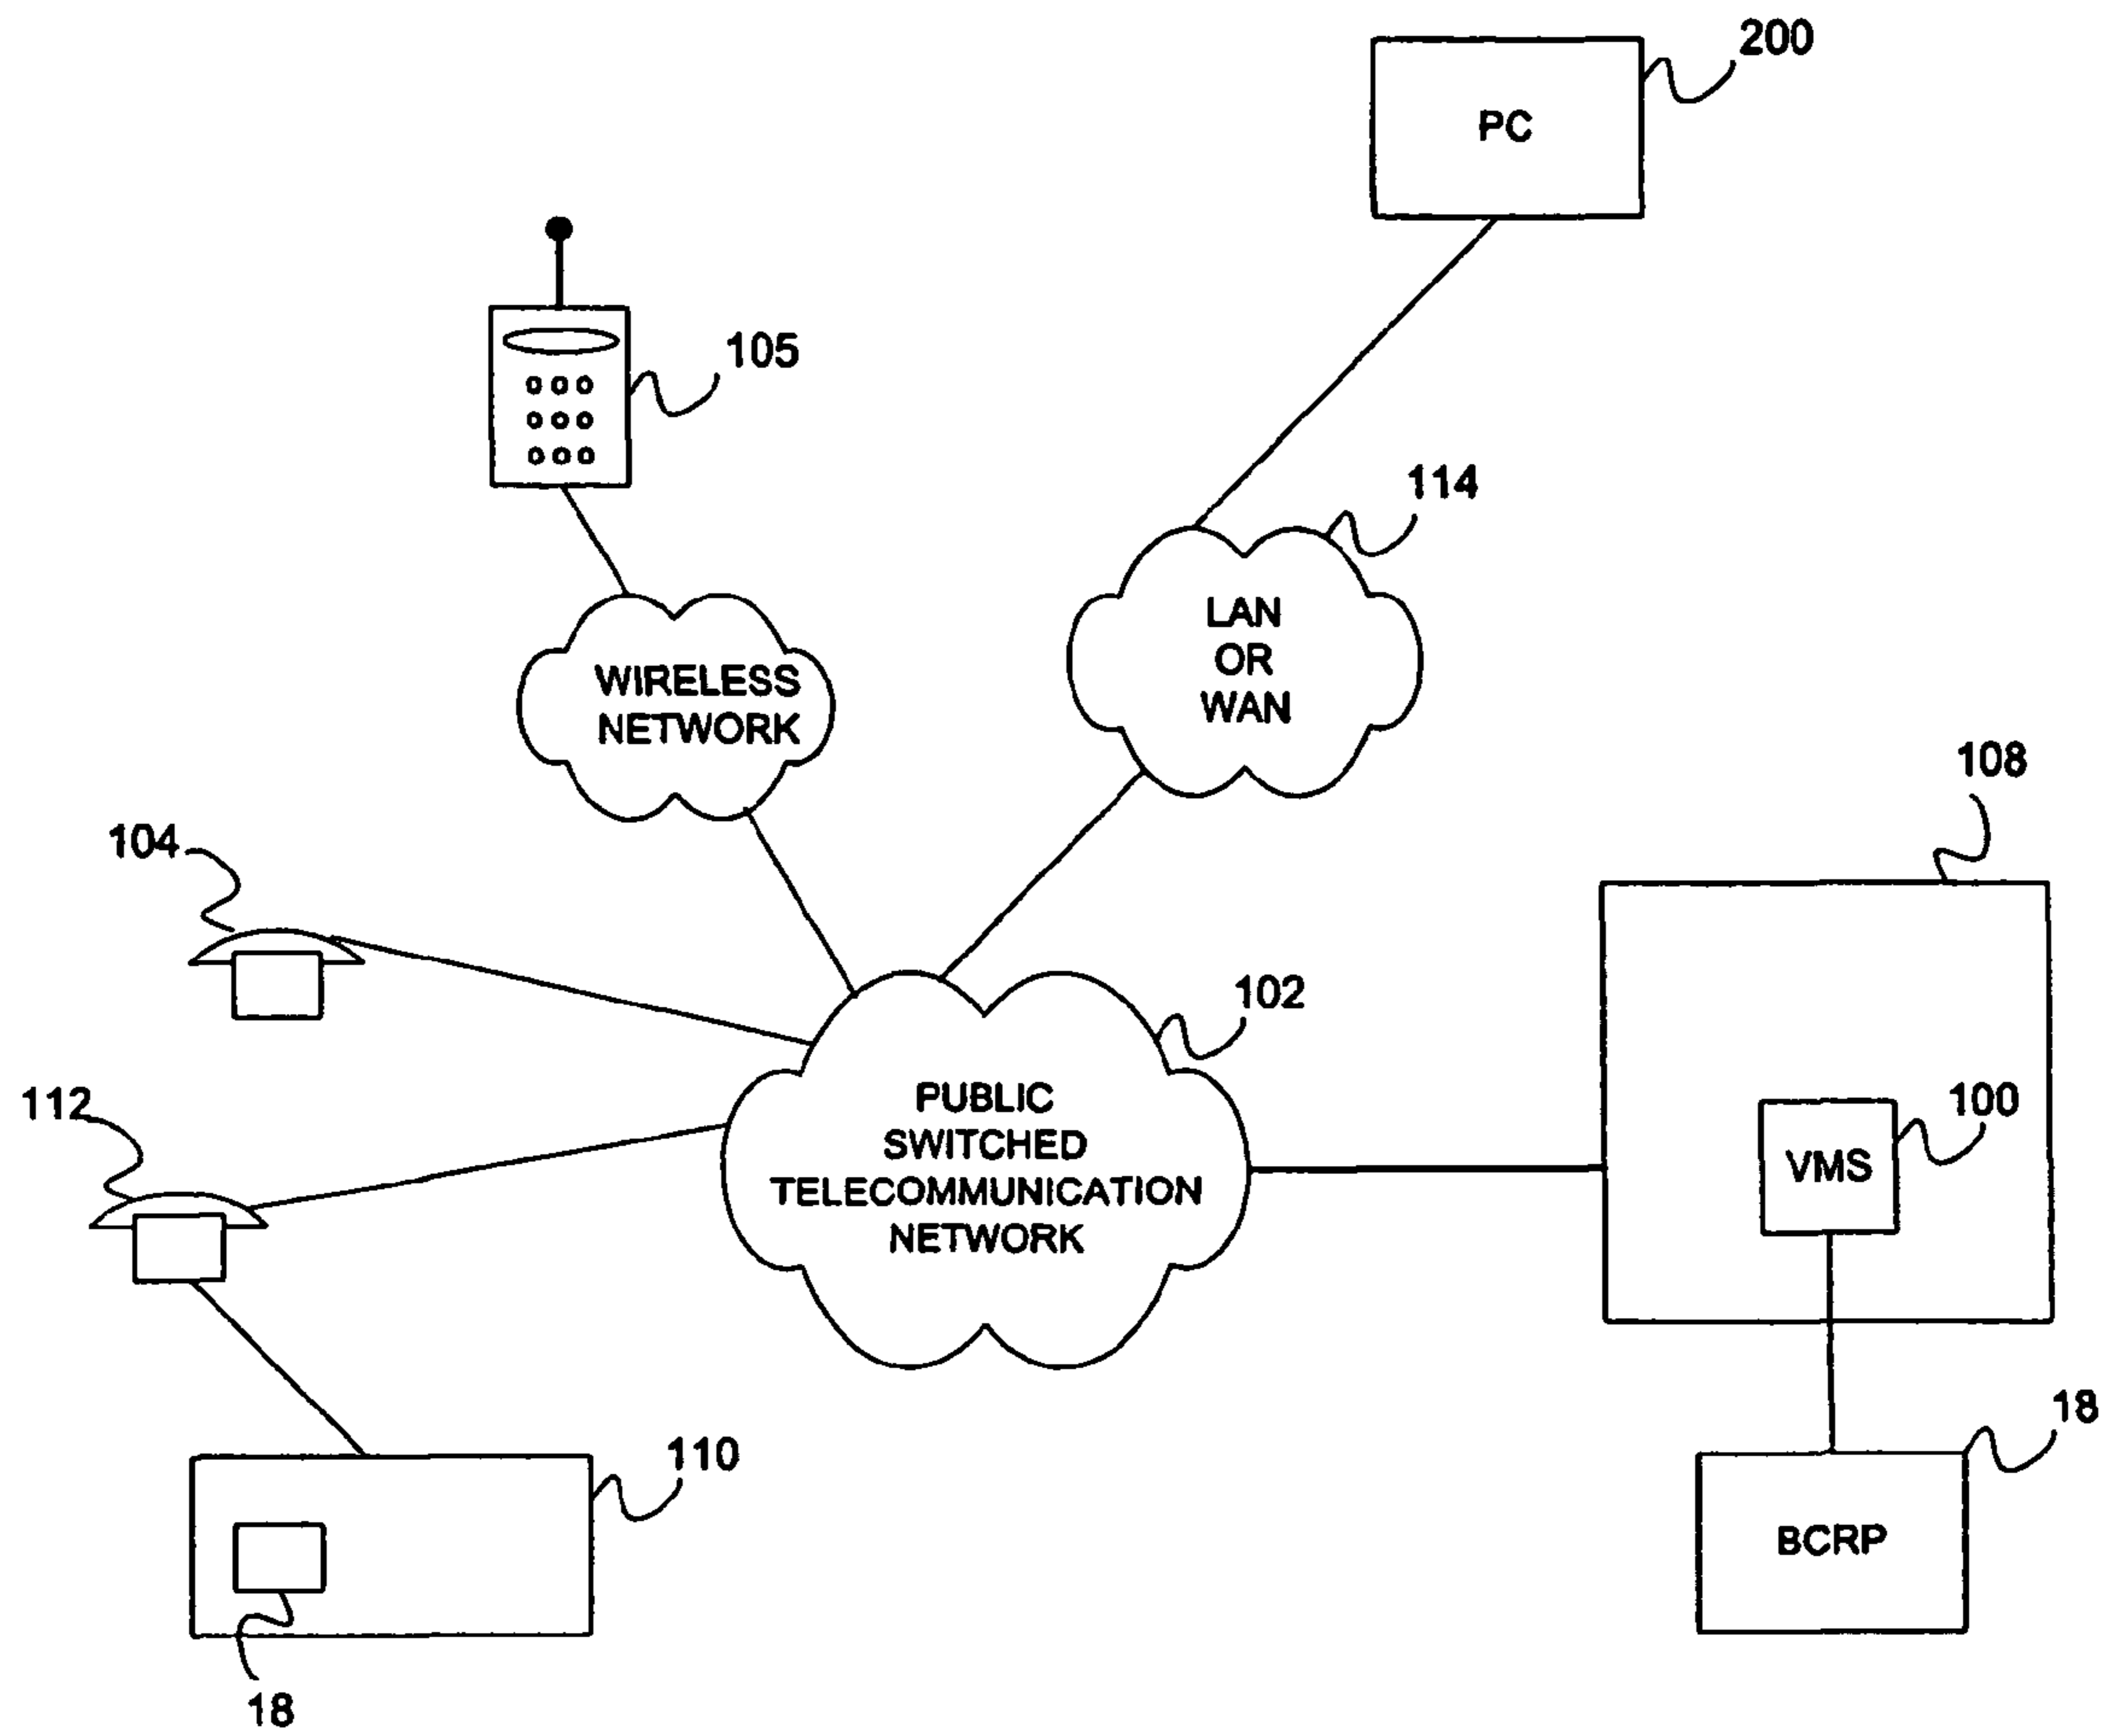 200
PC
105
114
LAN
OR
WAN
WIRELESS
NETWORK
108
104
102
112
PUBLIC
SWITCHED
TELECOMMUNICATION
NETWORK
100
VMS
18
110
BCRP
18